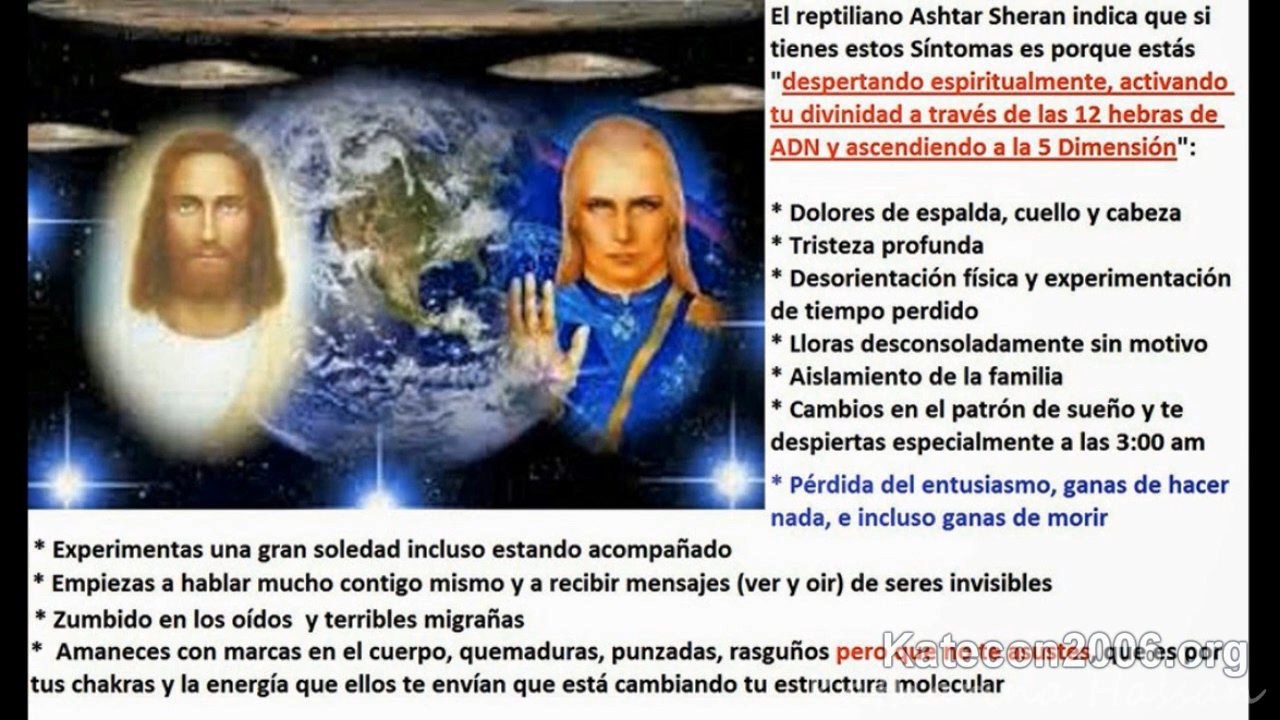 El reptiliano Ashtar Sheran indica que si
tienes estos Síntomas es porque estás
"despertando espiritualmente, activando
tu divinidad a través de las 12 hebras de
ADN y ascendiendo a la 5 Dimensión":
* Dolores de espalda, cuello y cabeza
* Tristeza profunda
* Desorientación física y experimentación
de tiempo perdido
* Lloras desconsoladamente sin motivo
* Aislamiento de la familia
* Cambios en el patrón de sueño y te
despiertas especialmente a las 3:00 am
* Pérdida del entusiasmo, ganas de hacer
nada, e incluso ganas de morir
* Experimentas una gran soledad incluso estando acompañado
* Empiezas a hablar mucho contigo mismo y a recibir mensajes (ver y oir) de seres invisibles
* Zumbido en los oídos y terribles migrañas
* Amaneces con marcas en el cuerpo, quemaduras, punzadas, rasguños pero que no te asustes, que es por
tus chakras y la energía que ellos te envían que está cambiando tu estructura molecular
Katecon2006.org